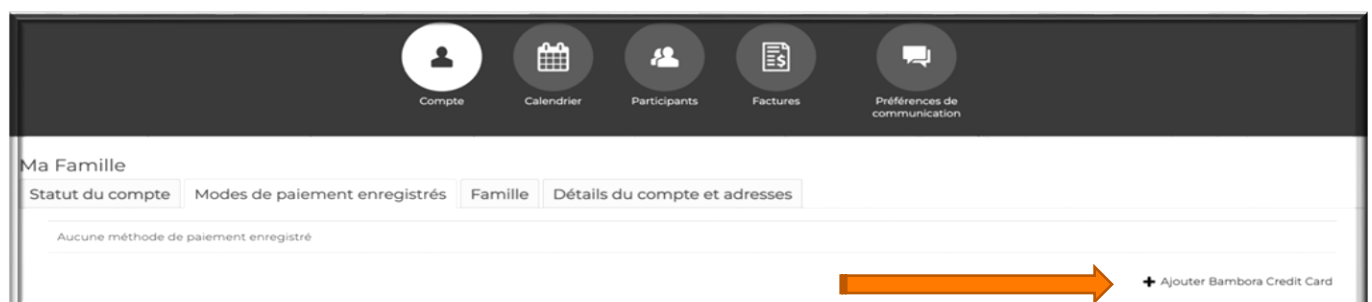 Compte Calendrier Participants Factures Préférences de
communication
Ma Famille
Statut du compte Modes de paiement enregistrés Famille Détails du compte et adresses
Aucune méthode de paiement enregistré
+ Ajouter Bambora Credit Card